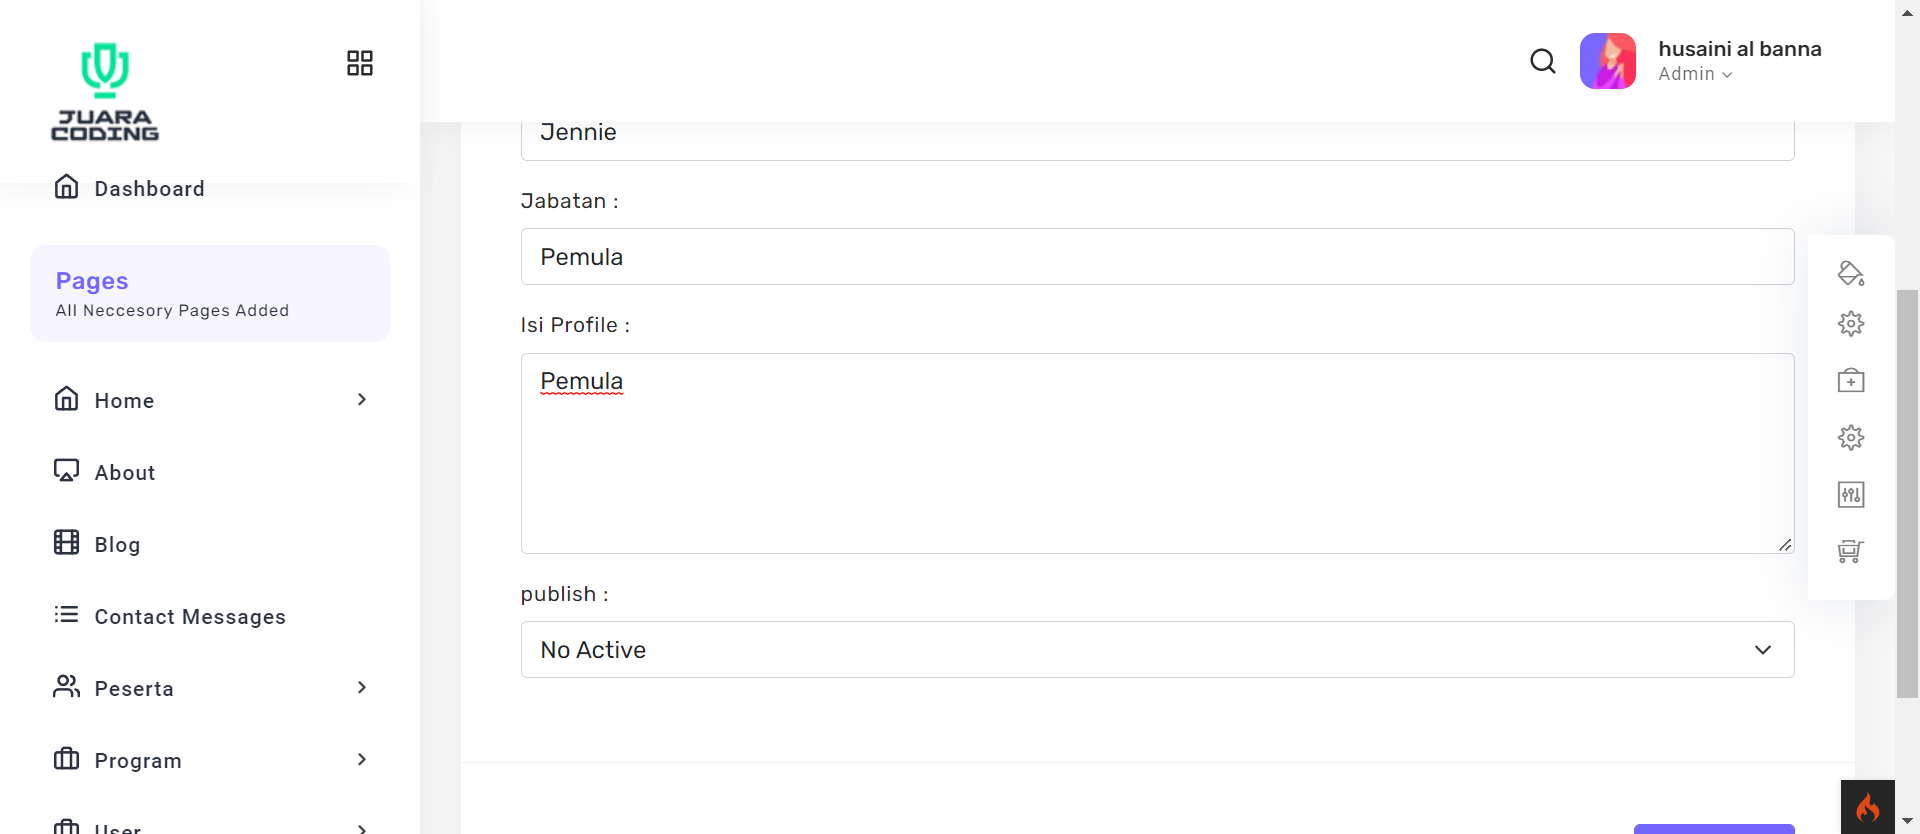 JUARA
CODING
Dashboard
Pages
All Neccesory Pages Added
Home
About
Blog
Contact Messages
Peserta
Program
User
husaini al banna
Admin
Jennie
Jabatan :
Pemula
Isi Profile :
Pemula
publish :
No Active